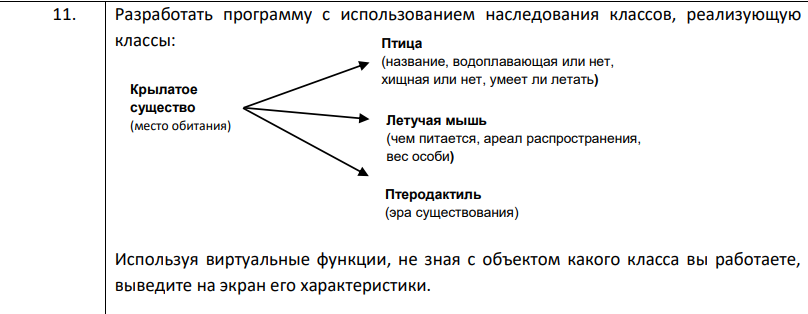 11. Разработать программу с использованием наследования классов, реализующую
классы:
Крылатое
существо
(место обитания)
Птица
(название, водоплавающая или нет,
хищная или нет, умеет ли летать)
Летучая мышь
(чем питается, ареал распространения,
вес особи)
Птеродактиль
(эра существования)
Используя виртуальные функции, не зная с объектом какого класса вы работаете,
выведите на экран его характеристики.